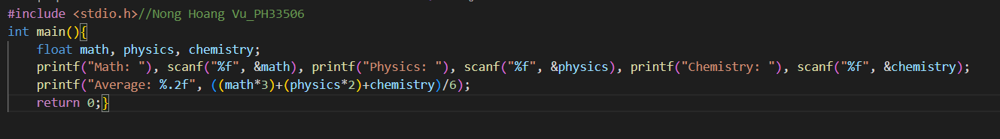 #include <stdio.h>//Nong Hoang Vu_PH33506
int main(){
    float math, physics, chemistry;
    printf("Math: "), scanf("%f", &math), printf("Physics: "), scanf("%f", &physics), printf("Chemistry: "), scanf("%f", &chemistry);
    printf("Average: %.2f", ((math*3)+(physics*2)+chemistry)/6);
    return 0;}